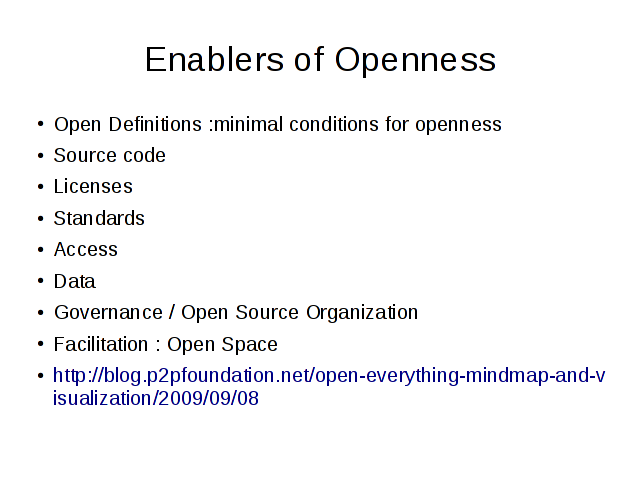 Enablers of Openness
• Open Definitions :minimal conditions for openness
• Source code
• Licenses
• Standards
• Access
• Data
• Governance / Open Source Organization
• Facilitation : Open Space
• http://blog.p2pfoundation.net/open-everything-mindmap-and-v
isualization/2009/09/08